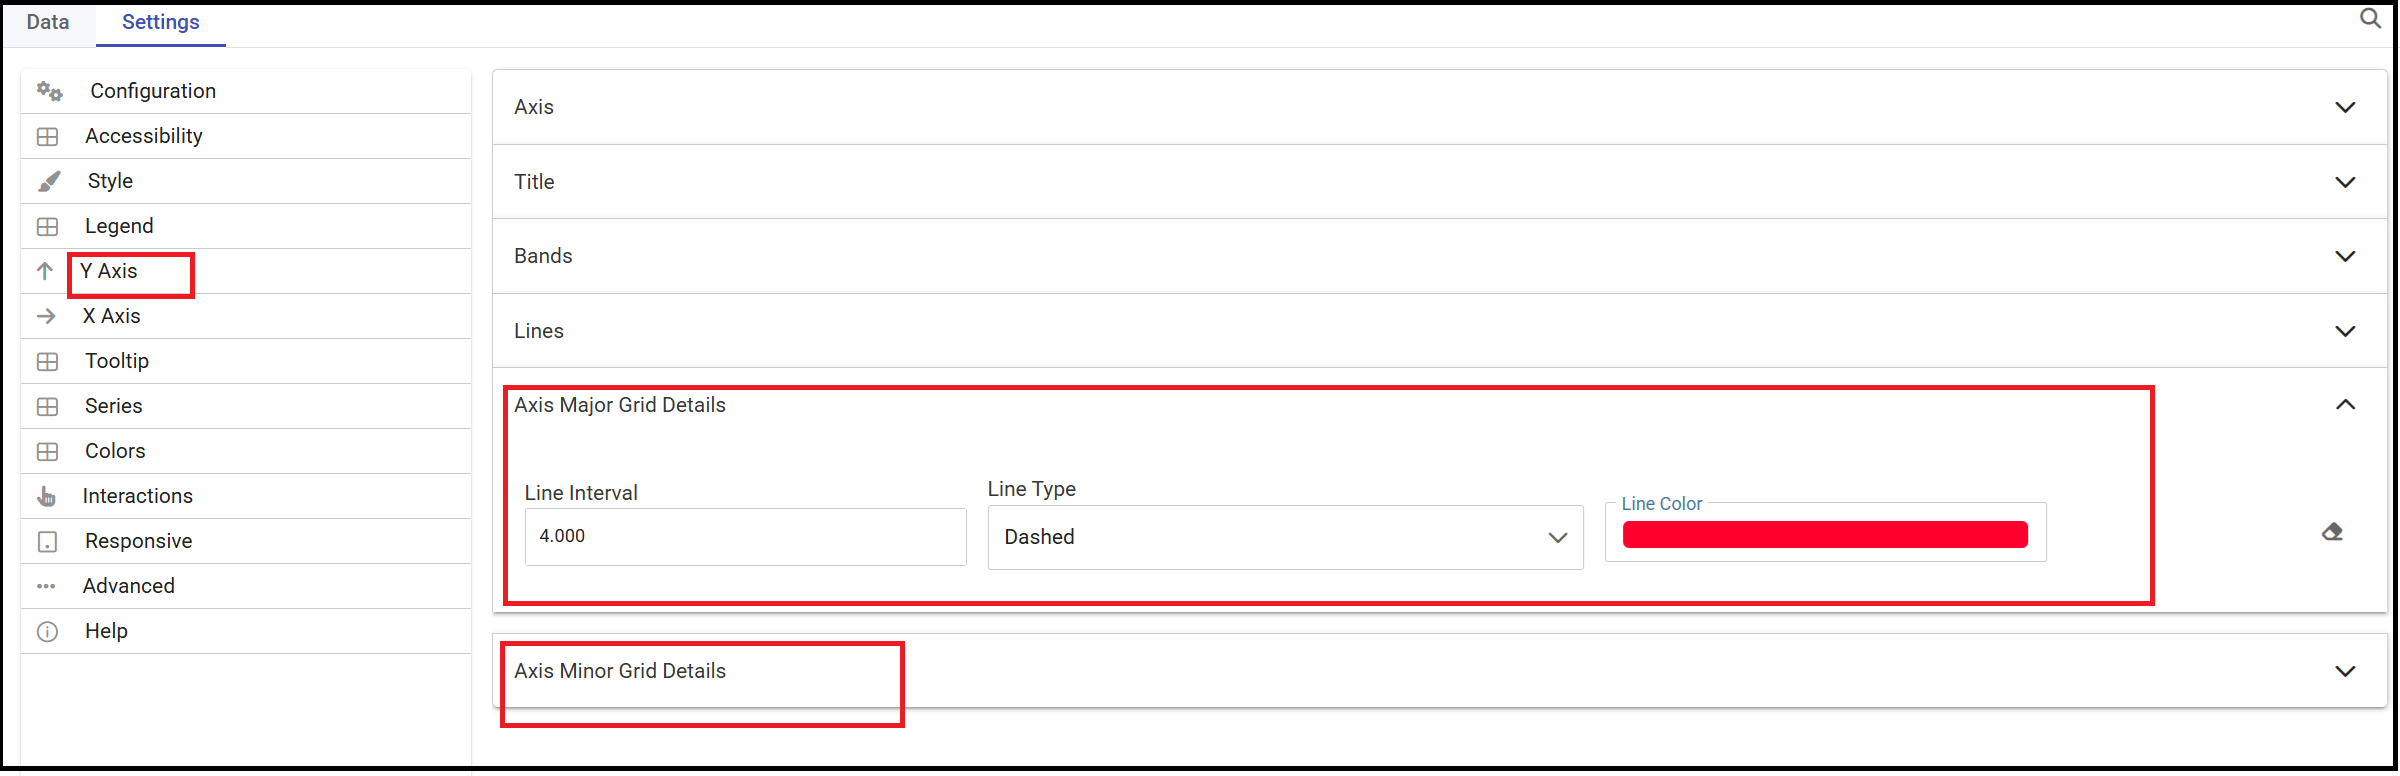 Data
Settings
Configuration
Accessibility
Style
Legend
Y Axis
X Axis
Tooltip
Series
Colors
Interactions
Responsive
Advanced
Help
Axis
Title
Bands
Lines
Axis Major Grid Details
Line Interval
4.000
Line Type
Dashed
Line Color
Axis Minor Grid Details